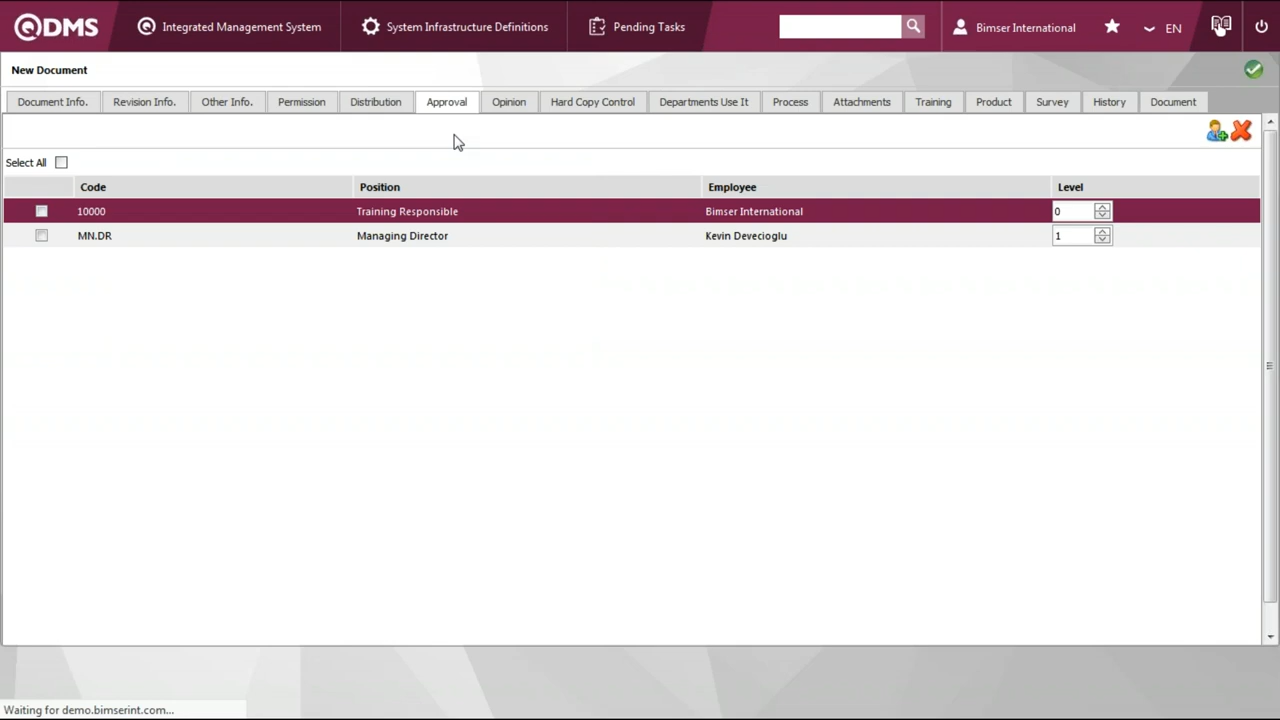 QDMS Integrated Management System System Infrastructure Definitions Pending Tasks Bimser International EN
New Document
Document Info. Revision Info. Other Info. Permission Distribution Approval Opinion Hard Copy Control Departments Use It Process Attachments Training Product Survey History Document
Select All
Code Position Employee Level
10000 Training Responsible Bimser International 0
MN.DR Managing Director Kevin Devecioglu 1
Waiting for demo.bimserint.com...